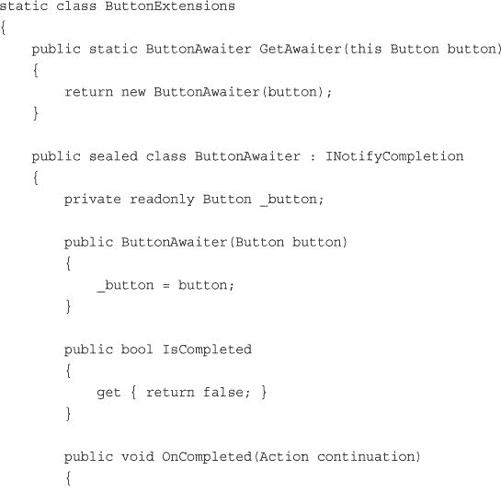 static class ButtonExtensions
{
    public static ButtonAwaiter GetAwaiter(this Button button)
    {
        return new ButtonAwaiter(button);
    }

    public sealed class ButtonAwaiter : INotifyCompletion
    {
        private readonly Button _button;

        public ButtonAwaiter(Button button)
        {
            _button = button;
        }

        public bool IsCompleted
        {
            get { return false; }
        }

        public void OnCompleted(Action continuation)
        {